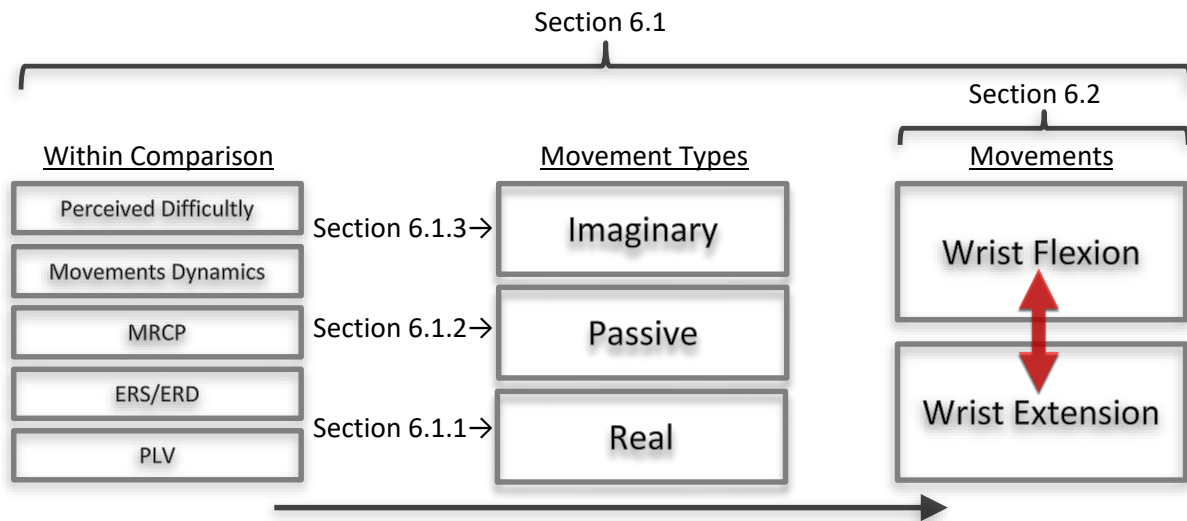 Section 6.1
Section 6.2
Within Comparison
Perceived Difficultly
Movements Dynamics
MRCP
ERS/ERD
PLV
Movement Types
Section 6.1.3→
Imaginary
Section 6.1.2→
Passive
Section 6.1.1→
Real
Movements
Wrist Flexion
Wrist Extension